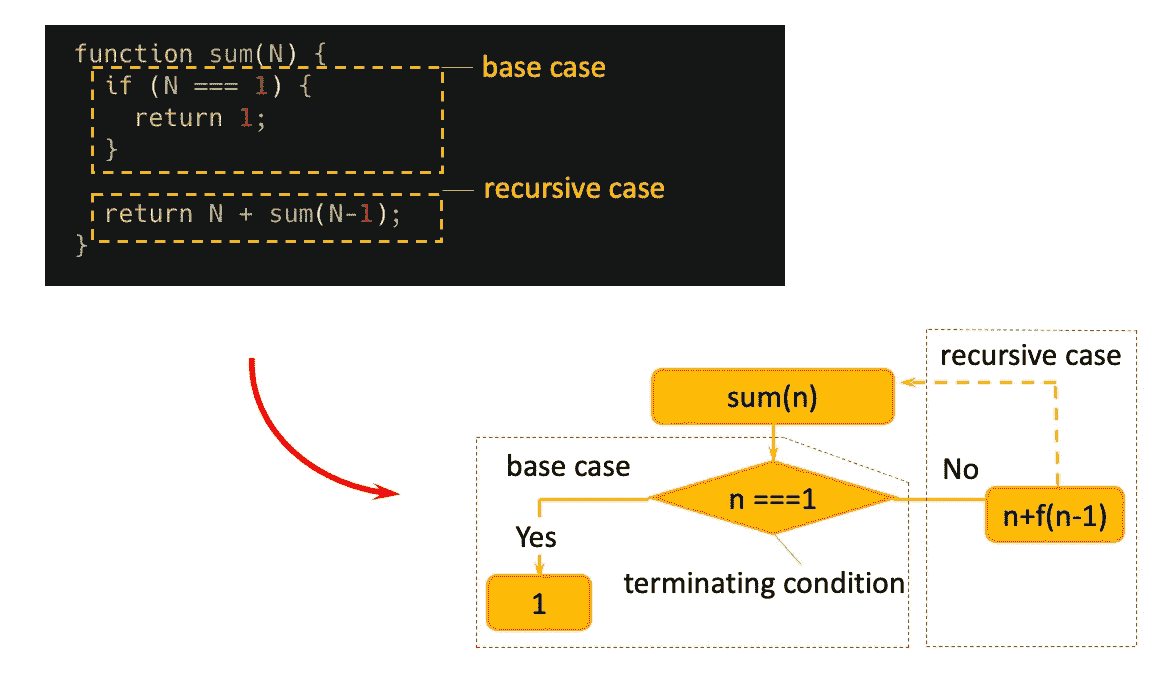 function sum(N) {
if (N === 1) {
return 1;
}
return N + sum(N-1);
}
base case
recursive case
recursive case
sum(n)
base case
n ===1
No
n+f(n-1)
Yes
terminating condition
1